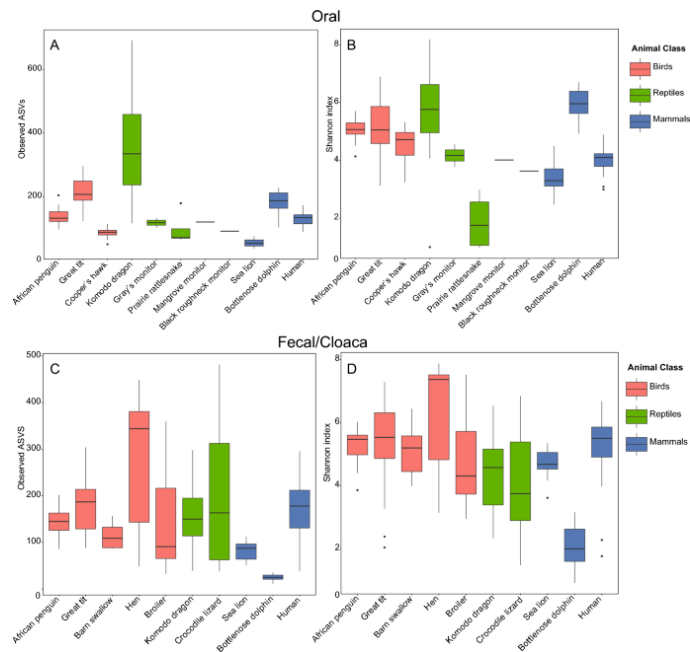 Oral
A
Observed ASVs
600
400
200
0
African penguin
Great tit
Cooper's hawk
Komodo dragon
Gray's monitor
Prairie rattlesnake
Mangrove monitor
Black roughneck monitor
Sea lion
Bottlenose dolphin
Human
B
Shannon index
8
6
4
2
0
African penguin
Great tit
Cooper's hawk
Komodo dragon
Gray's monitor
Prairie rattlesnake
Mangrove monitor
Black roughneck monitor
Sea lion
Bottlenose dolphin
Human
Animal Class
Birds
Reptiles
Mammals
Fecal/Cloaca
C
Observed ASVS
500
400
300
200
100
0
African penguin
Great tit
Barn swallow
Hen
Broiler
Komodo dragon
Crocodile lizard
Sea lion
Bottlenose dolphin
Human
D
Shannon index
8
6
4
2
0
African penguin
Great tit
Barn swallow
Hen
Broiler
Komodo dragon
Crocodile lizard
Sea lion
Bottlenose dolphin
Human
Animal Class
Birds
Reptiles
Mammals